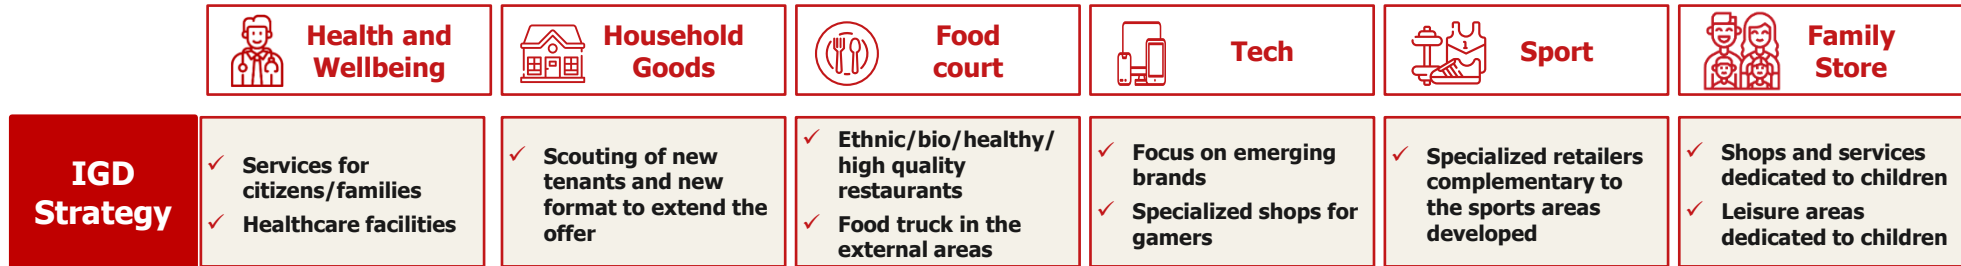 Health and
Wellbeing
Household
Goods
Food
court
Tech
1
Sport
Family
Store
IGD
Strategy
✓ Services for
citizens/families
✓ Healthcare facilities
✓ Scouting of new
tenants and new
format to extend the
offer
✓ Ethnic/bio/healthy/
high quality
restaurants
✓ Food truck in the
external areas
✓ Focus on emerging
brands
✓ Specialized shops for
gamers
✓ Specialized retailers
complementary to
the sports areas
developed
✓ Shops and services
dedicated to children
✓ Leisure areas
dedicated to children